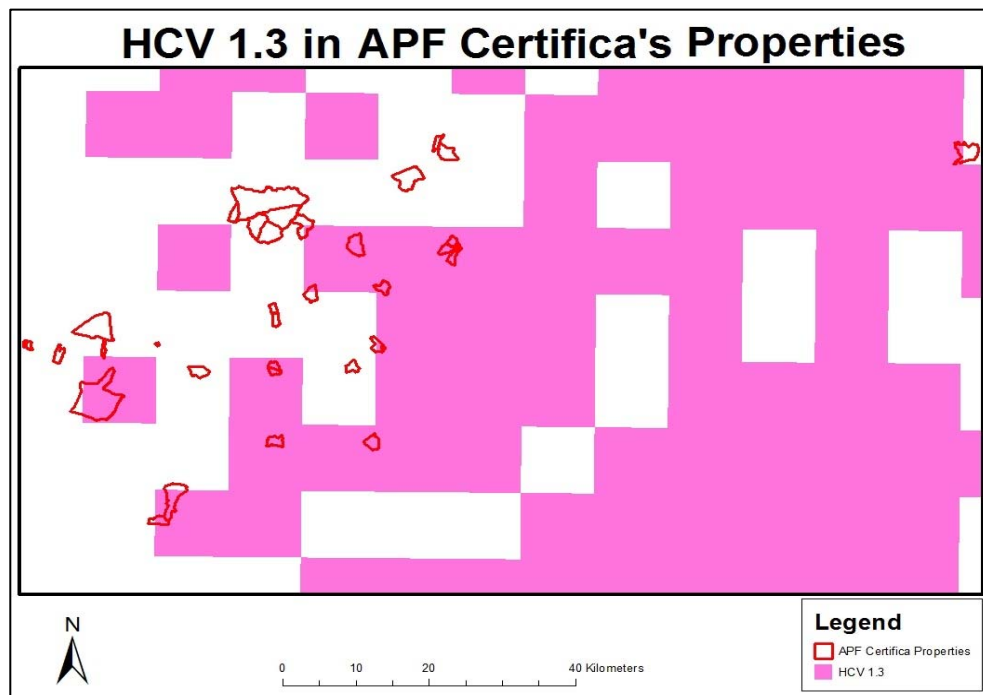 HCV 1.3 in APF Certifica's Properties
N
0 10 20 40 Kilometers
Legend
APF Certifica Properties
HCV 1.3